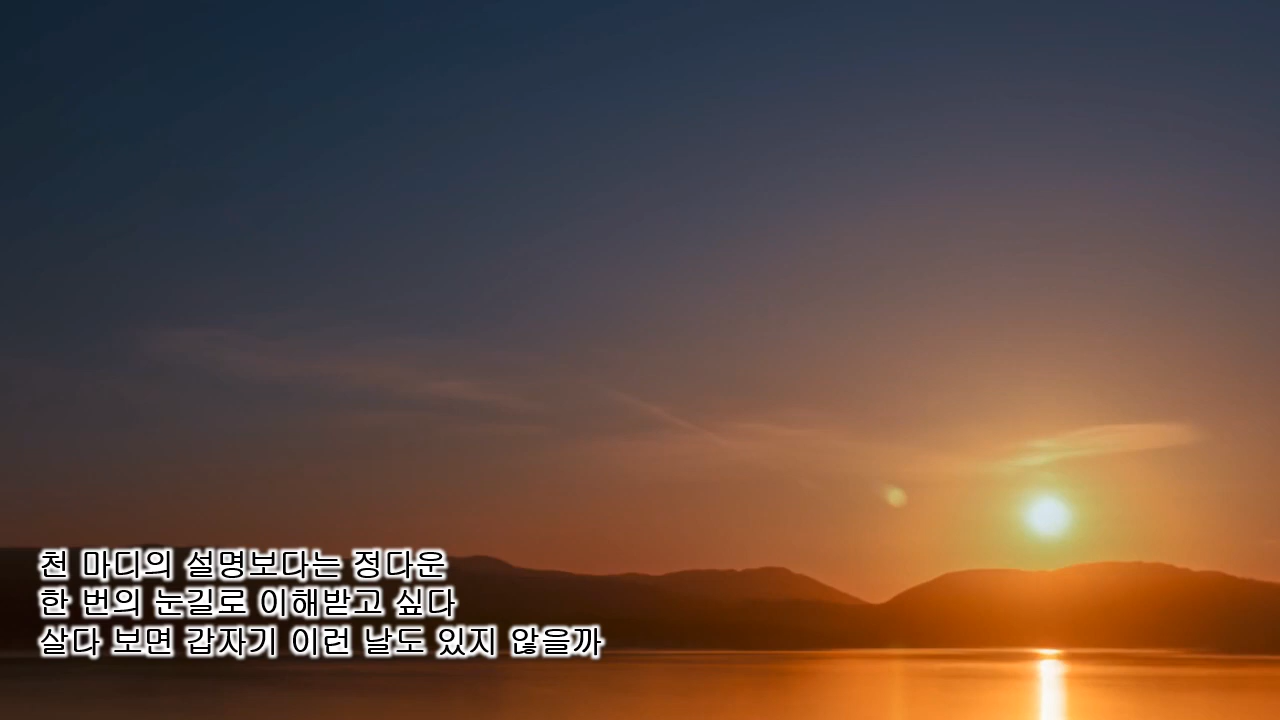 천 마디의 설명보다는 정다운
한 번의 눈길로 이해받고 싶다
살다 보면 갑자기 이런 날도 있지 않을까